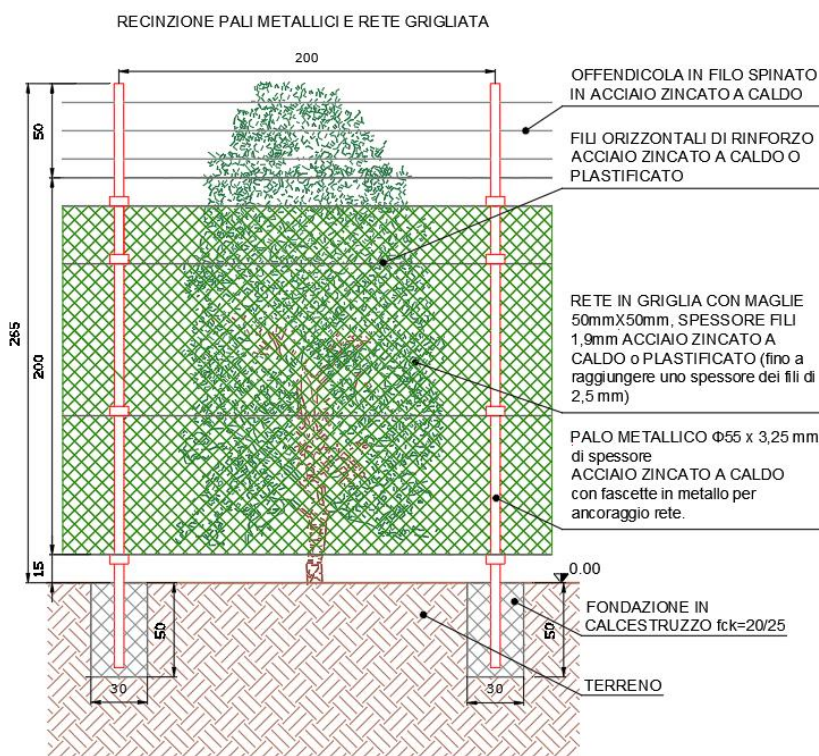 RECINZIONE PALI METALLICI E RETE GRIGLIATA
200
OFFENDICOLA IN FILO SPINATO
IN ACCIAIO ZINCATO A CALDO
50
FILI ORIZZONTALI DI RINFORZO
ACCIAIO ZINCATO A CALDO O
PLASTIFICATO
265
200
RETE IN GRIGLIA CON MAGLIE
50mmX50mm, SPESSORE FILI
1,9mm ACCIAIO ZINCATO A
CALDO o PLASTIFICATO (fino a
raggiungere uno spessore dei fili di
2,5 mm)
PALO METALLICO Φ55 x 3,25 mm
di spessore
ACCIAIO ZINCATO A CALDO
con fascette in metallo per
ancoraggio rete.
15
0.00
50
50
FONDAZIONE IN
CALCESTRUZZO fck=20/25
30
30
TERRENO